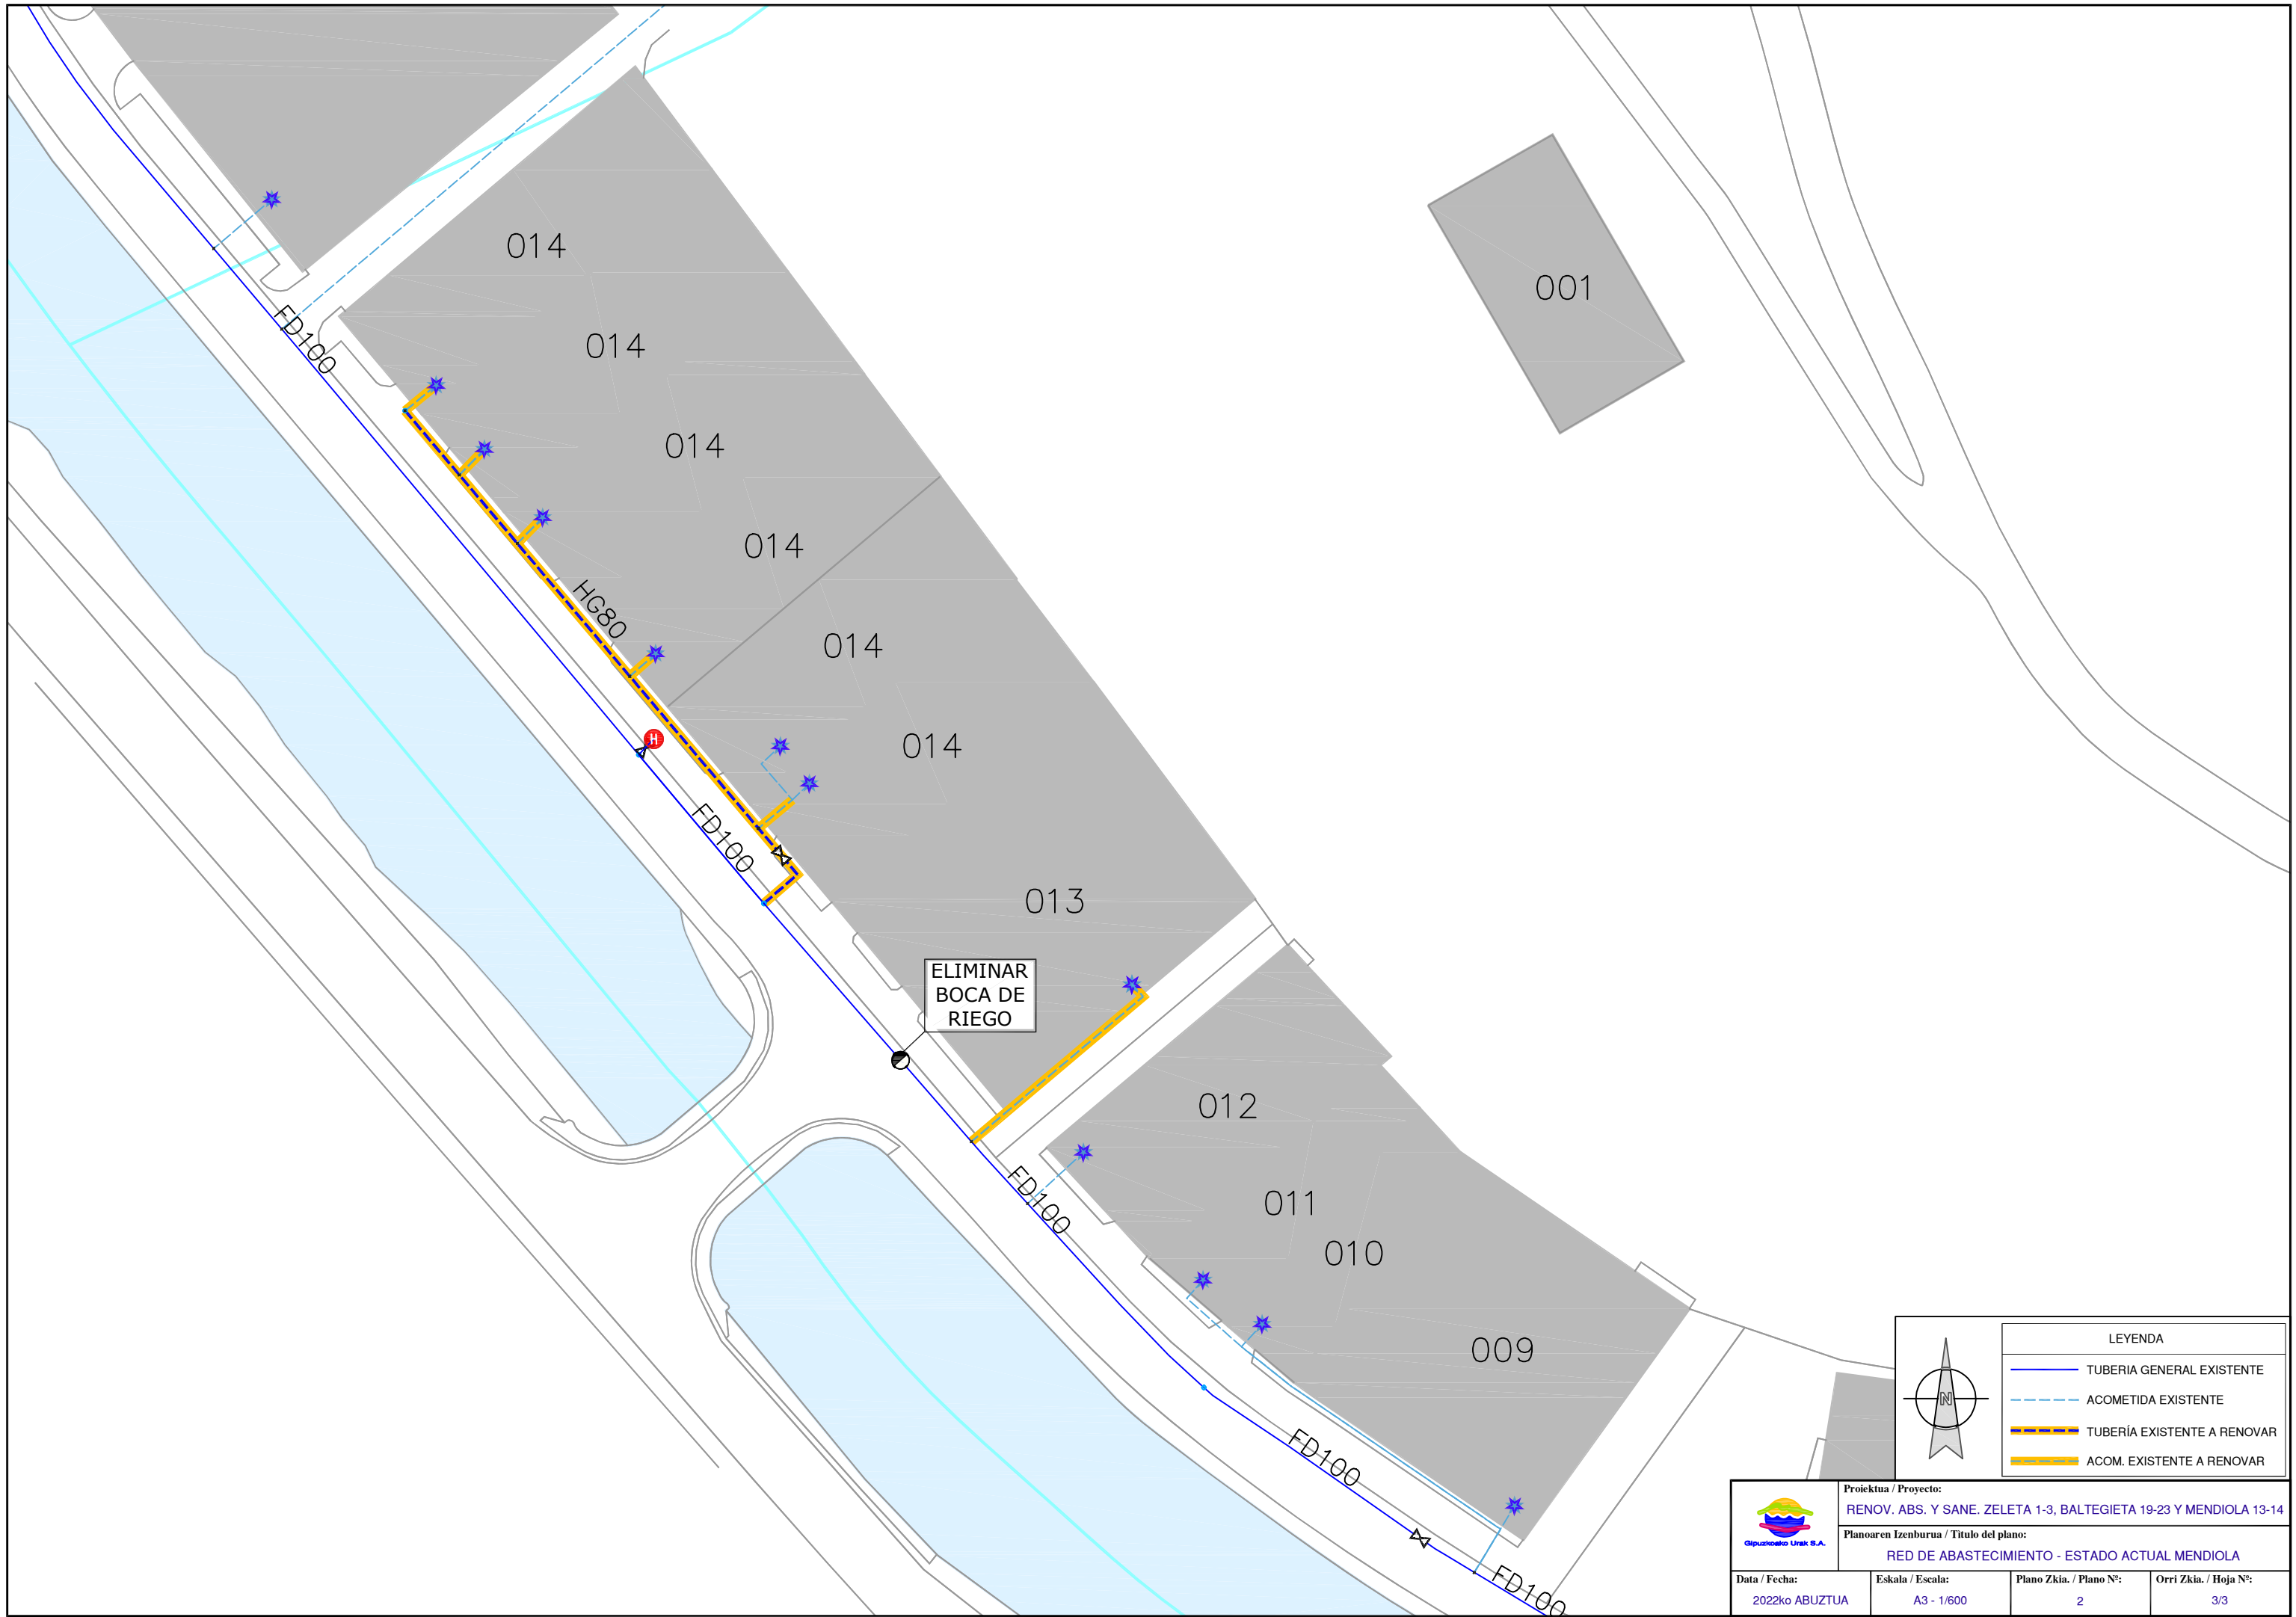 014
001
FD100
014
014
014
HG80
014
014
FD100
H
013
ELIMINAR
BOCA DE
RIEGO
012
FD100
011
010
009
FD100
FD100
N
LEYENDA
TUBERIA GENERAL EXISTENTE
ACOMETIDA EXISTENTE
TUBERÍA EXISTENTE A RENOVAR
ACOM. EXISTENTE A RENOVAR
Gipuzkoako Urak S.A.
Proiektua / Proyecto:
RENOV. ABS. Y SANE. ZELETA 1-3, BALTEGIETA 19-23 Y MENDIOLA 13-14
Planoaren Izenburua / Titulo del plano:
RED DE ABASTECIMIENTO - ESTADO ACTUAL MENDIOLA
Data / Fecha:
2022ko ABUZTUA
Eskala / Escala:
A3 - 1/600
Plano Zkia. / Plano Nº:
2
Orri Zkia. / Hoja Nº:
3/3